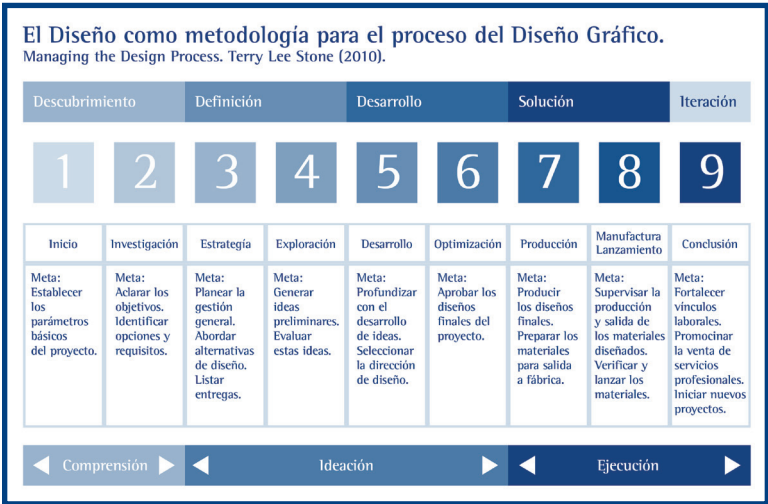 El Diseño como metodología para el proceso del Diseño Gráfico.
Managing the Design Process. Terry Lee Stone (2010).
Descubrimiento
Definición
Desarrollo
Solución
Iteración
1
2
3
4
5
6
7
8
9
Inicio
Investigación
Estrategía
Exploración
Desarrollo
Optimización
Producción
Manufactura
Lanzamiento
Conclusión
Meta:
Establecer
los
parámetros
básicos
del proyecto.
Meta:
Aclarar los
objetivos.
Identificar
opciones y
requisitos.
Meta:
Planear la
gestión
general.
Abordar
alternativas
de diseño.
Listar
entregas.
Meta:
Generar
ideas
preliminares.
Evaluar
estas ideas.
Meta:
Profundizar
con el
desarrollo
de ideas.
Seleccionar
la dirección
de diseño.
Meta:
Aprobar los
diseños
finales del
proyecto.
Meta:
Producir
los diseños
finales.
Preparar los
materiales
para salida
a fábrica.
Meta:
Supervisar la
producción
y salida de
los materiales
diseñados.
Verificar y
lanzar los
materiales.
Meta:
Fortalecer
vínculos
laborales.
Promocinar
la venta de
servicios
profesionales.
Iniciar nuevos
proyectos.
Comprensión
Ideación
Ejecución